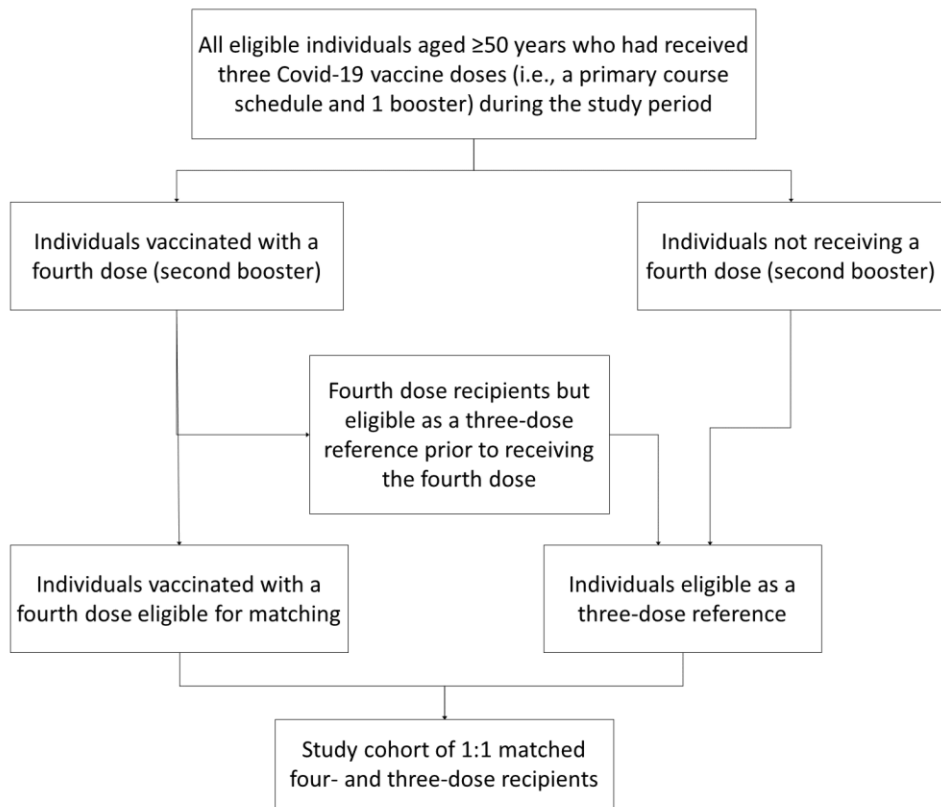 All eligible individuals aged ≥50 years who had received
three Covid-19 vaccine doses (i.e., a primary course
schedule and 1 booster) during the study period
Individuals vaccinated with a
fourth dose (second booster)
Individuals not receiving a
fourth dose (second booster)
Fourth dose recipients but
eligible as a three-dose
reference prior to receiving
the fourth dose
Individuals vaccinated with a
fourth dose eligible for matching
Individuals eligible as a
three-dose reference
Study cohort of 1:1 matched
four- and three-dose recipients